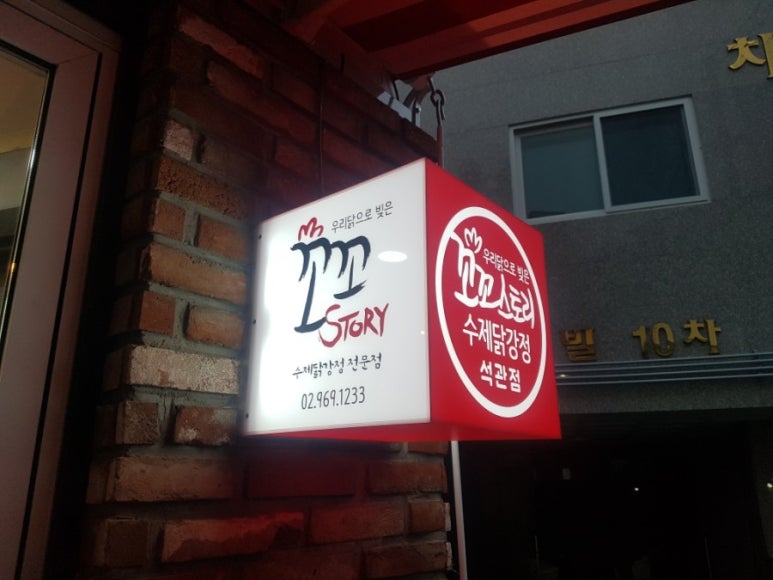 우리닭으로 빚은
꼬꼬
STORY
수제닭강정 전문점
02.969.1233
우리닭으로 빚은
꼬꼬스토리
수제닭강정
석관점
빌 10차